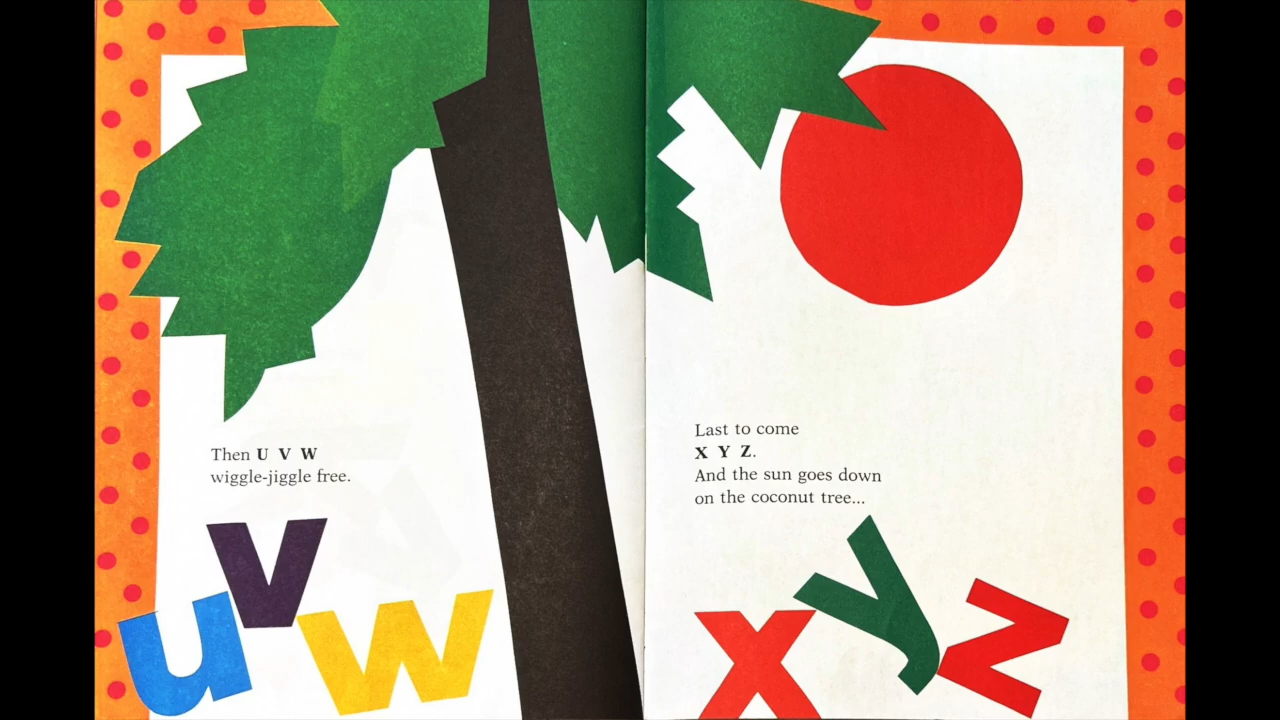 Then U V W
wiggle-jiggle free.
v
u w
Last to come
X Y Z.
And the sun goes down
on the coconut tree...
y
x z